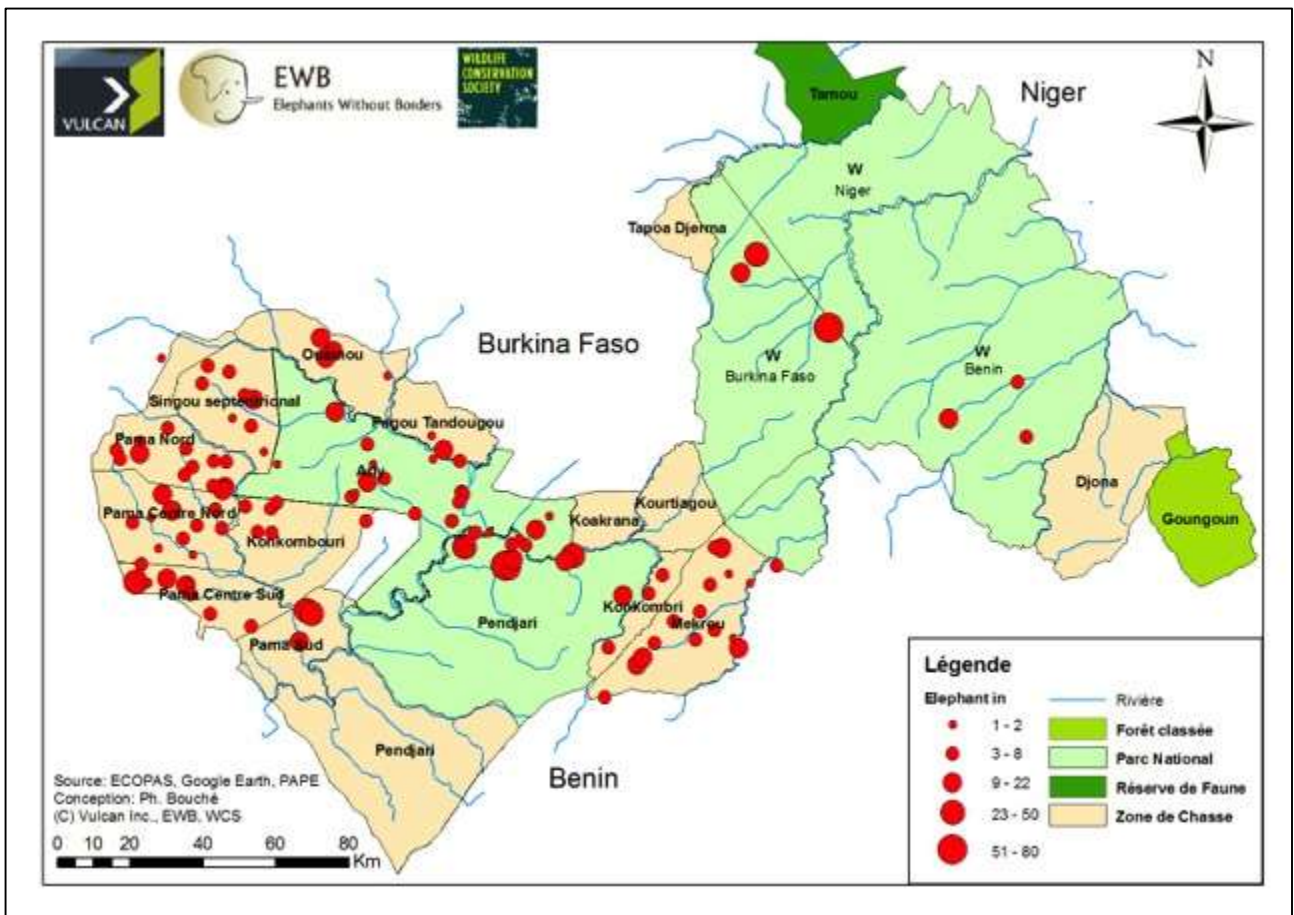 VULCAN
EWB
Elephants Without Borders
WILDLIFE
CONSERVATION
SOCIETY
N
Niger
Tamou
W
Niger
Tapoa Djerma
Burkina Faso
W
Burkina Faso
W
Benin
Singou septentrional
Pagou Tandougou
Pama Nord
Pama Centre Nord
Konkombouri
Koakrana
Kourtiagou
Djona
Goungoun
Pama Centre Sud
Pama Sud
Pendjari
Konkombri
Mekrou
Pendjari
Benin
Source: ECOPAS, Google Earth, PAPE
Conception: Ph. Bouché
(C) Vulcan Inc., EWB, WCS
0 10 20 40 60 80
Km
Légende
Elephant in
1 - 2
3 - 8
9 - 22
23 - 50
51 - 80
Rivière
Forêt classée
Parc National
Réserve de Faune
Zone de Chasse